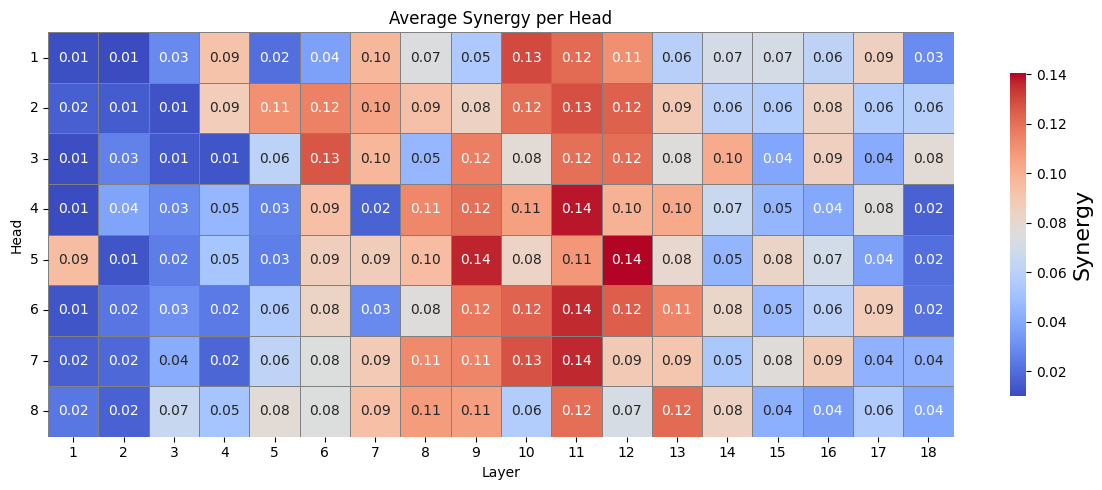 Average Synergy per Head
1 0.01 0.01 0.03 0.09 0.02 0.04 0.10 0.07 0.05 0.13 0.12 0.11 0.06 0.07 0.07 0.06 0.09 0.03
2 0.02 0.01 0.01 0.09 0.11 0.12 0.10 0.09 0.08 0.12 0.13 0.12 0.09 0.06 0.06 0.08 0.06 0.06
3 0.01 0.03 0.01 0.01 0.06 0.13 0.10 0.05 0.12 0.08 0.12 0.12 0.08 0.10 0.04 0.09 0.04 0.08
4 0.01 0.04 0.03 0.05 0.03 0.09 0.02 0.11 0.12 0.11 0.14 0.10 0.10 0.07 0.05 0.04 0.08 0.02
5 0.09 0.01 0.02 0.05 0.03 0.09 0.09 0.10 0.14 0.08 0.11 0.14 0.08 0.05 0.08 0.07 0.04 0.02
6 0.01 0.02 0.03 0.02 0.06 0.08 0.03 0.08 0.12 0.12 0.14 0.12 0.11 0.08 0.05 0.06 0.09 0.02
7 0.02 0.02 0.04 0.02 0.06 0.08 0.09 0.11 0.11 0.13 0.14 0.09 0.09 0.05 0.08 0.09 0.04 0.04
8 0.02 0.02 0.07 0.05 0.08 0.08 0.09 0.11 0.11 0.06 0.12 0.07 0.12 0.08 0.04 0.04 0.06 0.04
1 2 3 4 5 6 7 8 9 10 11 12 13 14 15 16 17 18
Layer
Head
0.14
0.12
0.10
0.08
0.06
0.04
0.02
Synergy